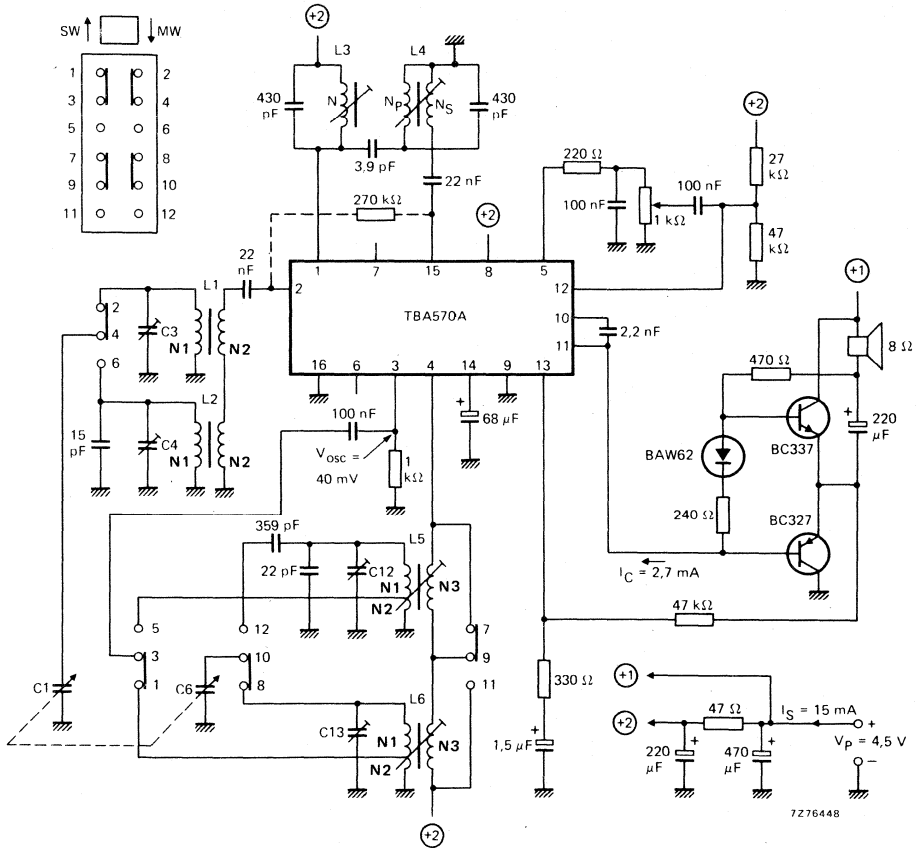 SW MW
1 2
3 4
5 6
7 8
9 10
11 12
+2
L3 L4
430 pF
N
NP NS
430 pF
3,9 pF
22 nF
270 kΩ
+2
220 Ω
100 nF
1 kΩ
100 nF
+2
27 kΩ
47 kΩ
22 nF
1 7 15 8 5
2
TBA570A
12
10
11
2,2 nF
16 6 3 4 14 9 13
2
4
6
C3
L1
N1 N2
15 pF
C4
L2
N1 N2
100 nF
Vosc =
40 mV
1 kΩ
+
68 µF
+1
8 Ω
470 Ω
+
220 µF
BC337
BAW62
240 Ω
BC327
IC = 2,7 mA
47 kΩ
359 pF
22 pF
C12
L5
N1
N2
N3
5
3
1
12
10
8
7
9
11
C1
C6
C13
L6
N1
N2
N3
+2
330 Ω
+
1,5 µF
+1
+2
47 Ω
IS = 15 mA
+
VP = 4,5 V
−
+
220 µF
+
470 µF
7Z76448